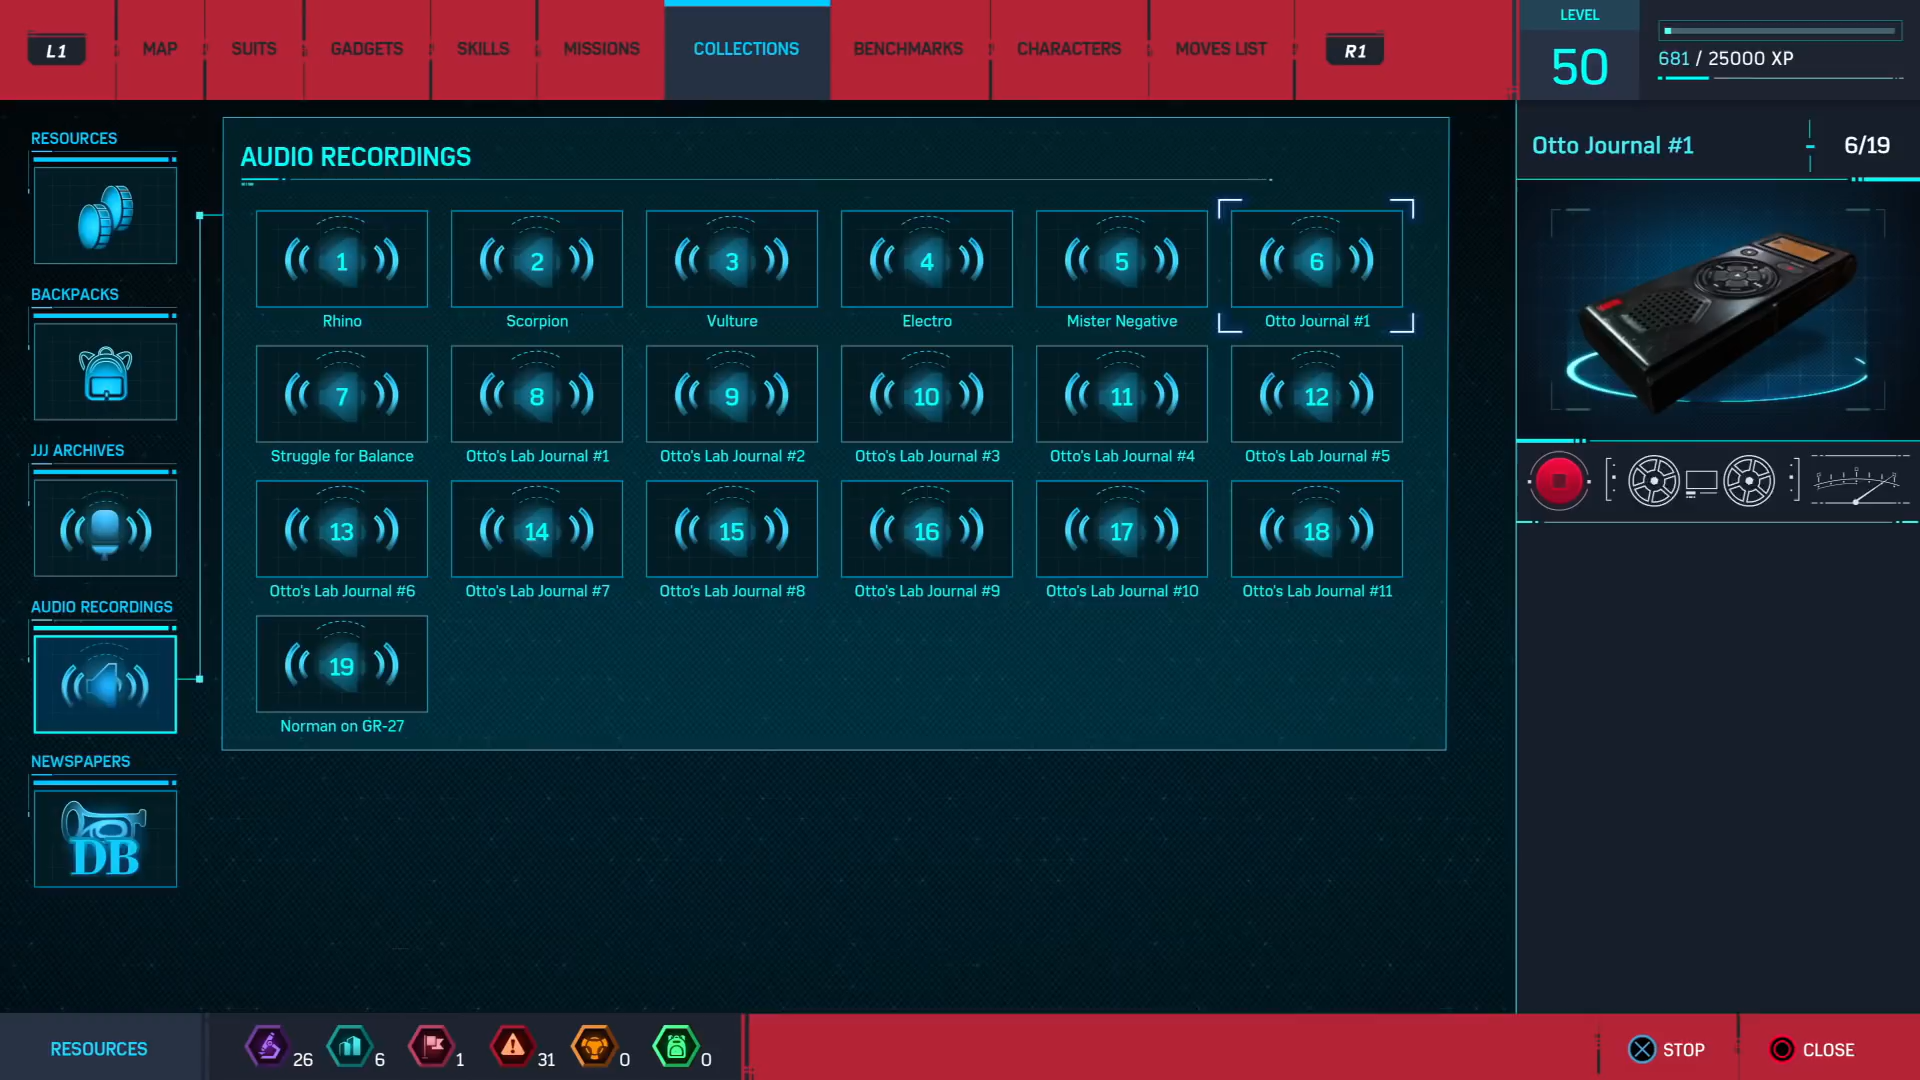 L1
MAP
SUITS
GADGETS
SKILLS
MISSIONS
COLLECTIONS
BENCHMARKS
CHARACTERS
MOVES LIST
R1
LEVEL
50
681 / 25000 XP
RESOURCES
BACKPACKS
JJJ ARCHIVES
AUDIO RECORDINGS
NEWSPAPERS
DB
AUDIO RECORDINGS
1
2
3
4
5
6
Rhino
Scorpion
Vulture
Electro
Mister Negative
Otto Journal #1
7
8
9
10
11
12
Struggle for Balance
Otto's Lab Journal #1
Otto's Lab Journal #2
Otto's Lab Journal #3
Otto's Lab Journal #4
Otto's Lab Journal #5
13
14
15
16
17
18
Otto's Lab Journal #6
Otto's Lab Journal #7
Otto's Lab Journal #8
Otto's Lab Journal #9
Otto's Lab Journal #10
Otto's Lab Journal #11
19
Norman on GR-27
Otto Journal #1
6/19
RESOURCES
26
6
1
31
0
0
STOP
CLOSE